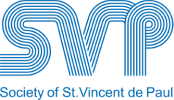 SVP
Society of St.Vincent de Paul